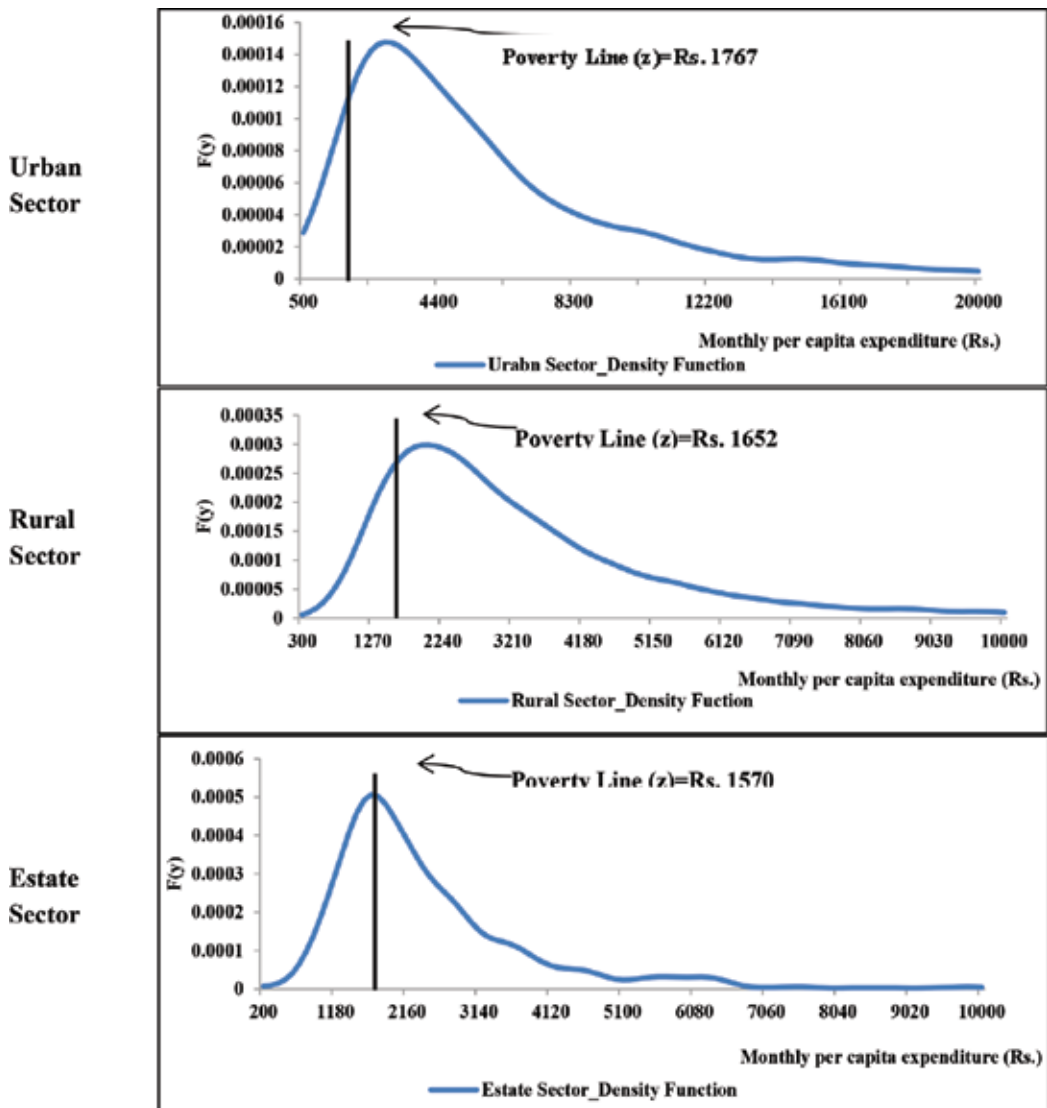 Urban
Sector
0.00016
0.00014
0.00012
0.0001
0.00008
0.00006
0.00004
0.00002
0
F(y)
Poverty Line (z)=Rs. 1767
500 4400 8300 12200 16100 20000
Monthly per capita expenditure (Rs.)
Urabn Sector_Density Function
Rural
Sector
0.00035
0.0003
0.00025
0.0002
0.00015
0.0001
0.00005
0
F(y)
Poverty Line (z)=Rs. 1652
300 1270 2240 3210 4180 5150 6120 7090 8060 9030 10000
Monthly per capita expenditure (Rs.)
Rural Sector_Density Fuction
Estate
Sector
0.0006
0.0005
0.0004
0.0003
0.0002
0.0001
0
F(y)
Poverty Line (z)=Rs. 1570
200 1180 2160 3140 4120 5100 6080 7060 8040 9020 10000
Monthly per capita expenditure (Rs.)
Estate Sector_Density Function